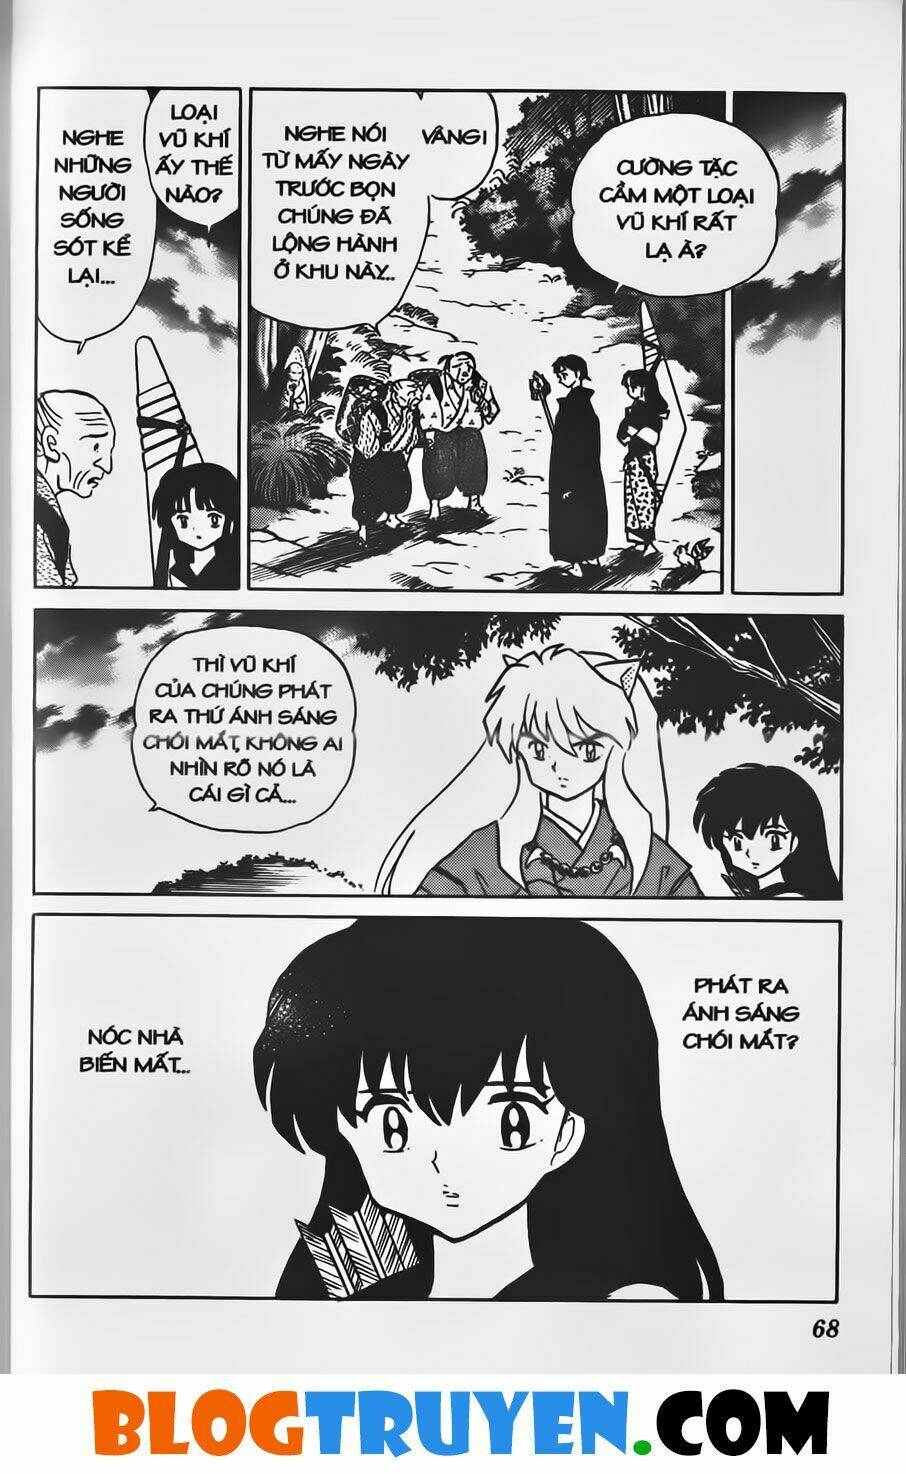 CƯỜNG TẶC
CẦM MỘT LOẠI
VŨ KHÍ RẤT
LẠ À?
VÂNG!
NGHE NÓI
TỪ MẤY NGÀY
TRƯỚC BỌN
CHÚNG ĐÃ
LỘNG HÀNH
Ở KHU NÀY...
LOẠI
VŨ KHÍ
ẤY THẾ
NÀO?
NGHE
NHỮNG
NGƯỜI
SỐNG
SÓT KỂ
LẠI...
THÌ VŨ KHÍ
CỦA CHÚNG PHÁT
RA THỨ ÁNH SÁNG
CHÓI MẮT, KHÔNG AI
NHÌN RÕ NÓ LÀ
CÁI GÌ CẢ...
PHÁT RA
ÁNH SÁNG
CHÓI MẮT?
NÓC NHÀ
BIẾN MẤT...
68
BLOGTRUYEN.COM